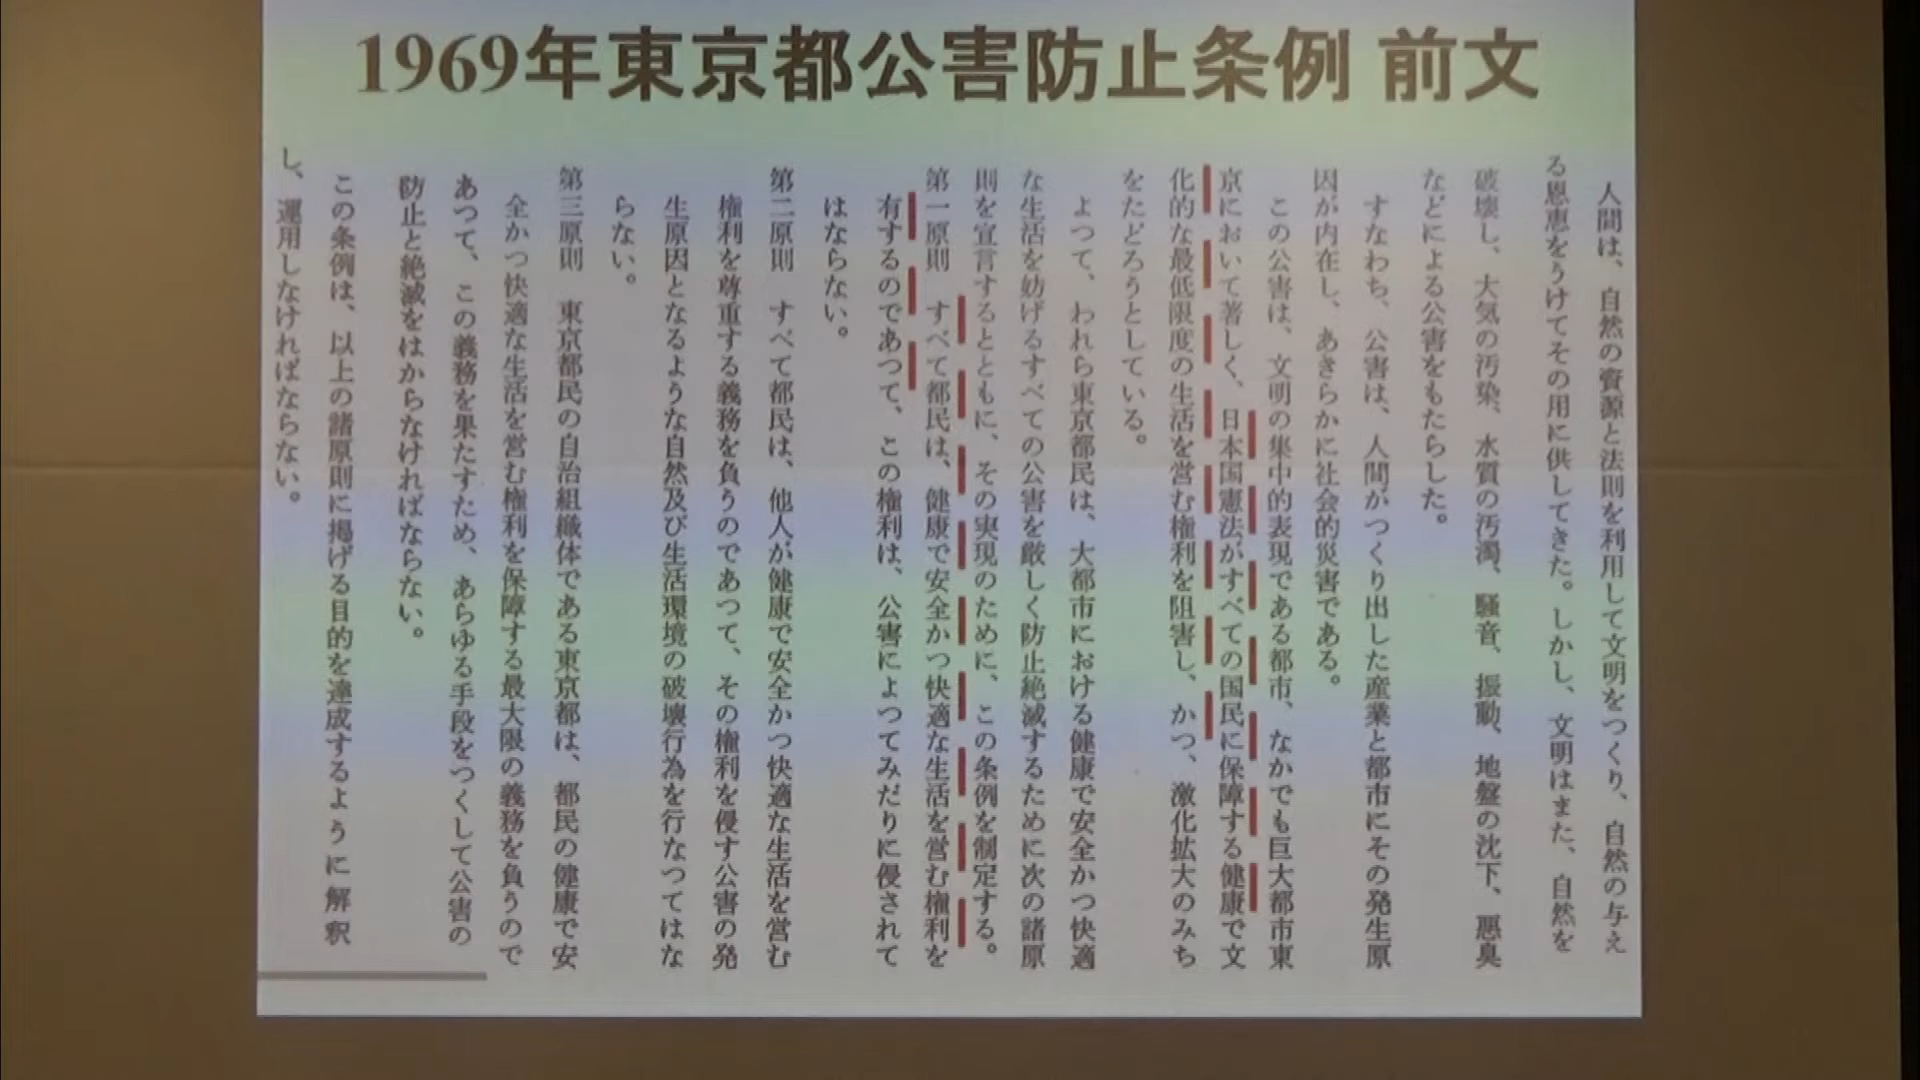 1969年東京都公害防止条例 前文
人間は、自然の資源と法則を利用して文明をつくり、自然の与え
る恩恵をうけてその用に供してきた。しかし、文明はまた、自然を
破壊し、大気の汚染、水質の汚濁、騒音、振動、地盤の沈下、悪臭
などによる公害をもたらした。
すなわち、公害は、人間がつくり出した産業と都市にその発生原
因が内在し、あきらかに社会的災害である。
この公害は、文明の集中的表現である都市、なかでも巨大都市東
京において著しく、日本国憲法がすべての国民に保障する健康で文
化的な最低限度の生活を営む権利を阻害し、かつ、激化拡大のみち
をたどろうとしている。
よつて、われら東京都民は、大都市における健康で安全かつ快適
な生活を妨げるすべての公害を厳しく防止絶滅するために次の諸原
則を宣言するとともに、その実現のために、この条例を制定する。
第一原則　すべて都民は、健康で安全かつ快適な生活を営む権利を
有するのであつて、この権利は、公害によつてみだりに侵されて
はならない。
第二原則　すべて都民は、他人が健康で安全かつ快適な生活を営む
権利を尊重する義務を負うのであつて、その権利を侵す公害の発
生原因となるような自然及び生活環境の破壊行為を行なつてはな
らない。
第三原則　東京都民の自治組織体である東京都は、都民の健康で安
全かつ快適な生活を営む権利を保障する最大限の義務を負うので
あつて、この義務を果たすため、あらゆる手段をつくして公害の
防止と絶滅をはからなければならない。
この条例は、以上の諸原則に掲げる目的を達成するように解釈
し、運用しなければならない。